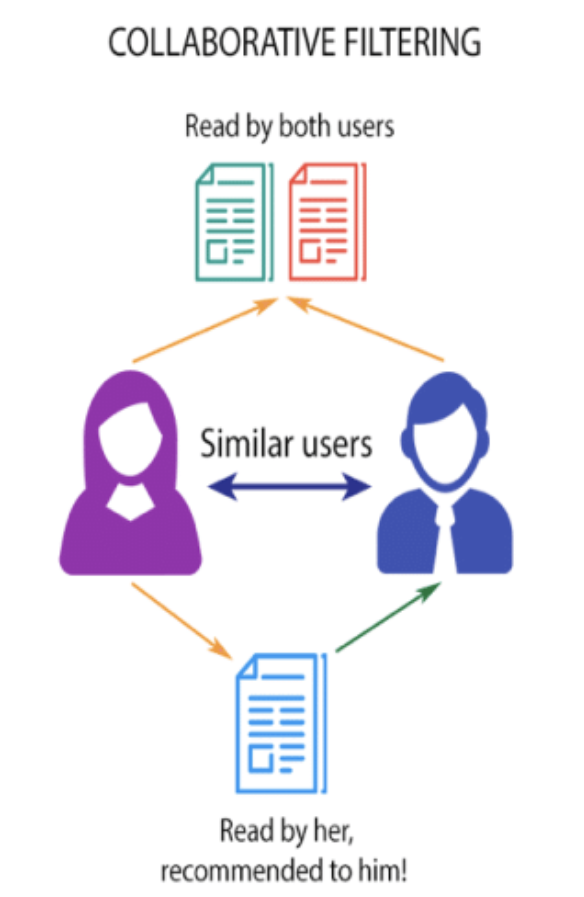 COLLABORATIVE FILTERING
Read by both users
Similar users
Read by her,
recommended to him!